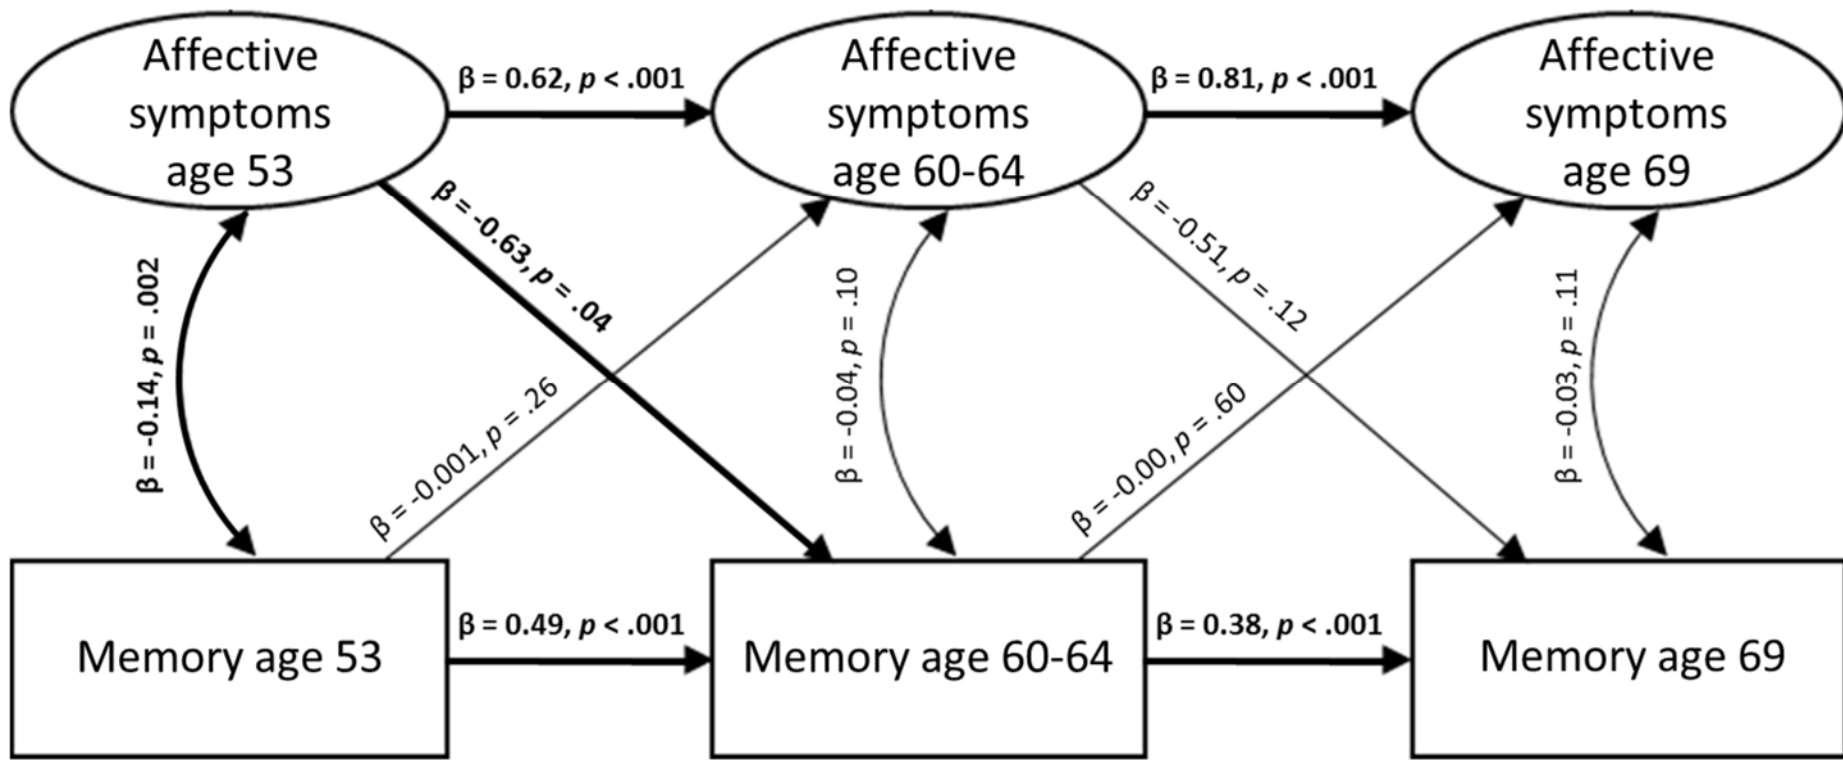 Affective
symptoms
age 53
β = 0.62, p < .001
Affective
symptoms
age 60-64
β = 0.81, p < .001
Affective
symptoms
age 69
β = -0.14, p = .002
β = -0.63, p = .04
β = -0.001, p = .26
β = -0.04, p = .10
β = -0.51, p = .12
β = -0.00, p = .60
β = -0.03, p = .11
Memory age 53
β = 0.49, p < .001
Memory age 60-64
β = 0.38, p < .001
Memory age 69